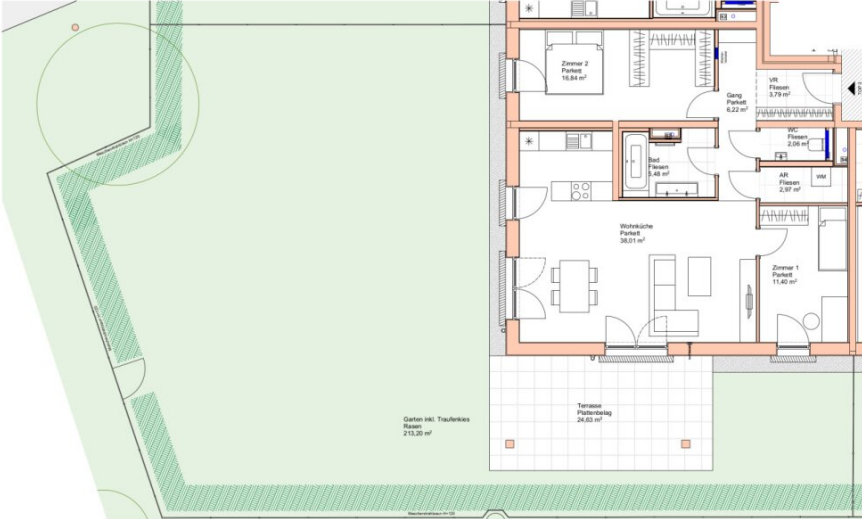 Zimmer 2
Parkett
16,84 m²
VR
Fliesen
3,79 m²
Gang
Parkett
6,22 m²
WC
Fliesen
2,06 m²
Bad
Fliesen
5,48 m²
AR
Fliesen
2,97 m²
WM
Wohnküche
Parkett
38,01 m²
Zimmer 1
Parkett
11,40 m²
Terrasse
Plattenbelag
24,63 m²
Garten inkl. Traufenkies
Rasen
213,20 m²